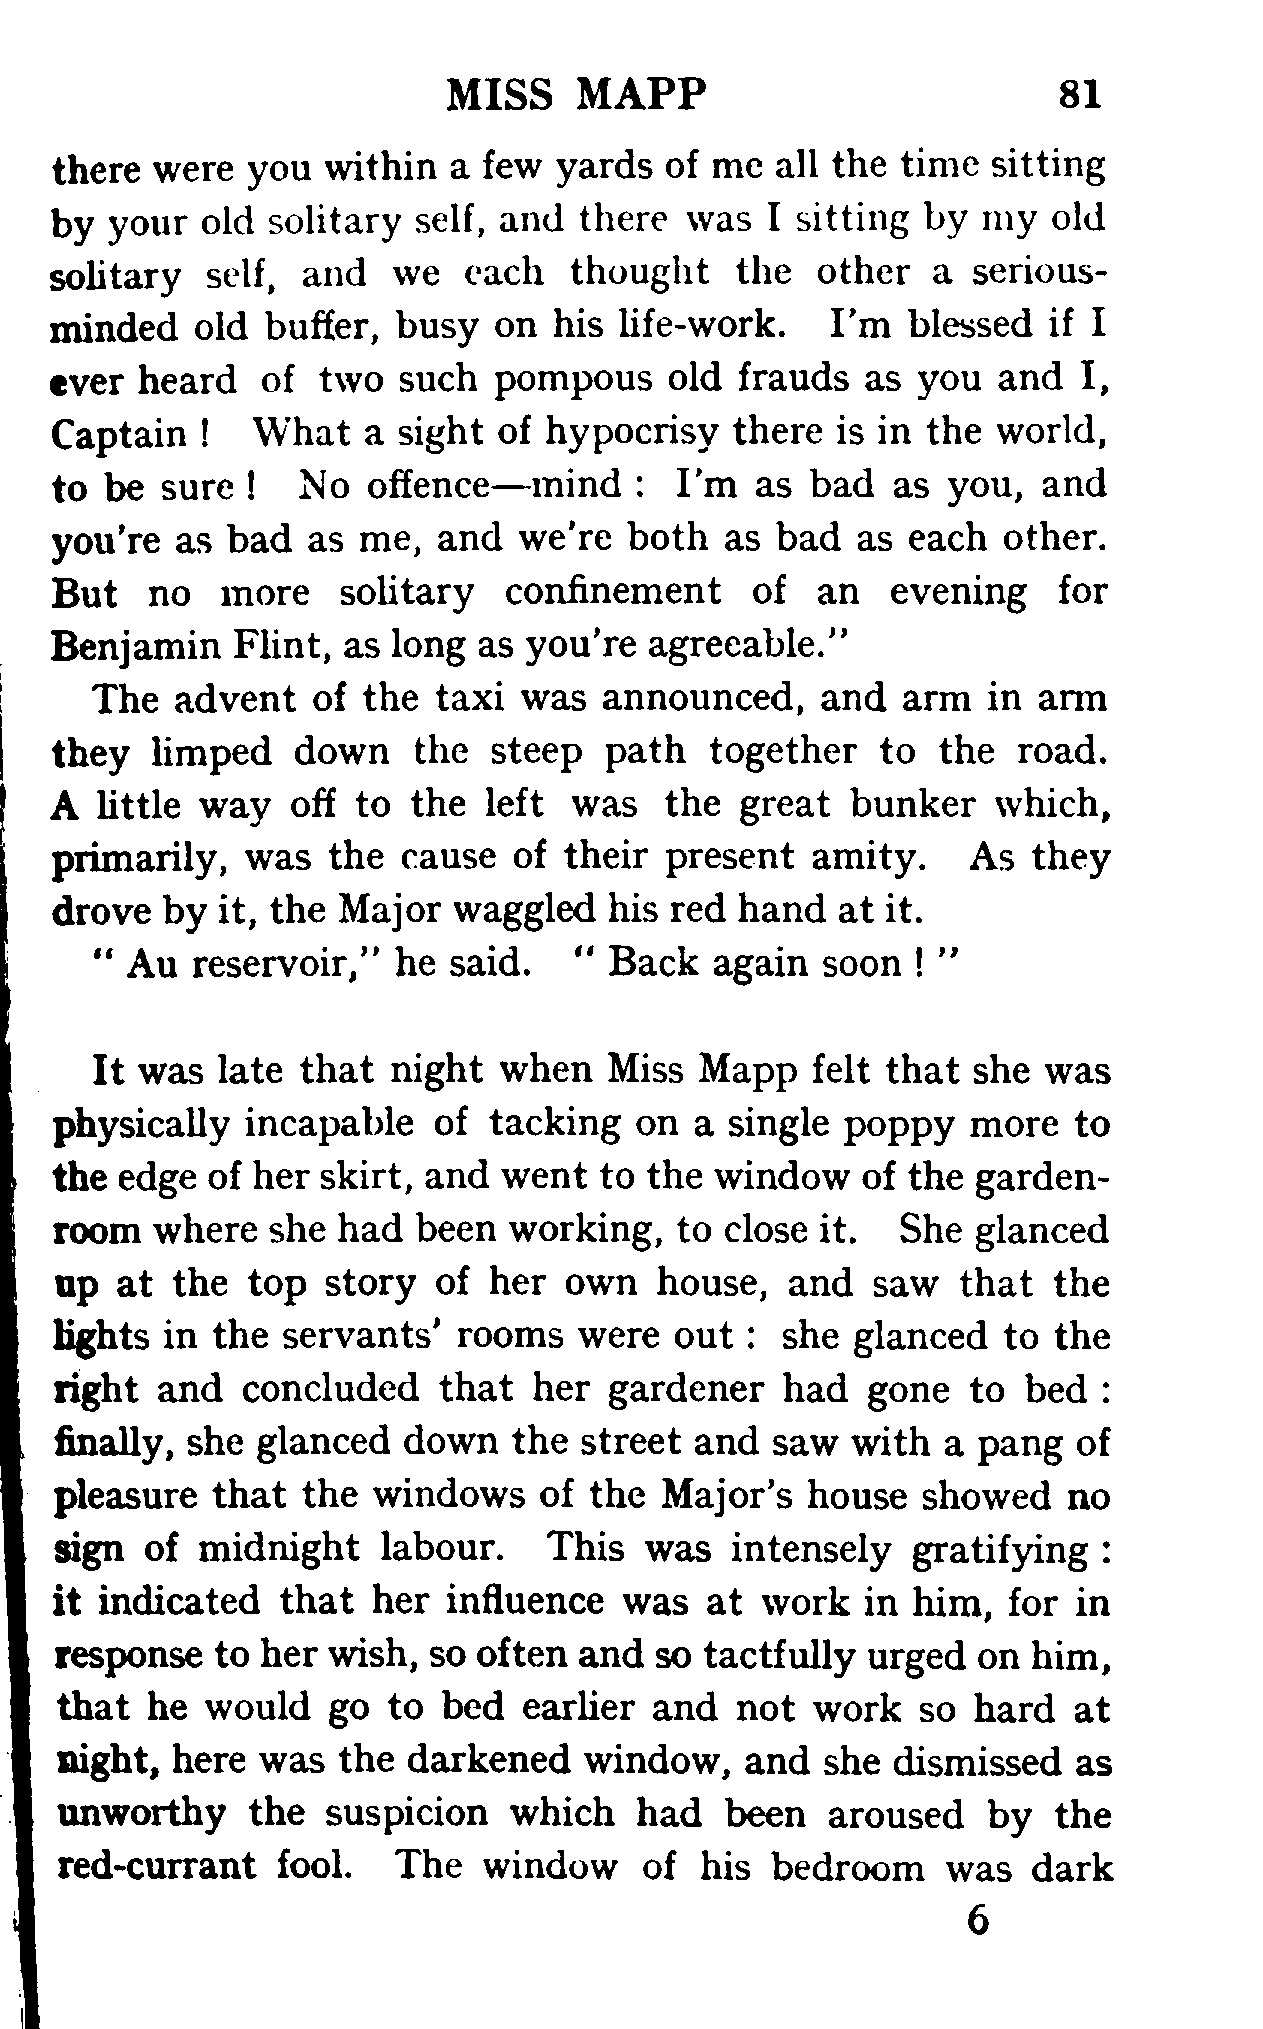 MISS MAPP 81
there were you within a few yards of me all the time sitting
by your old solitary self, and there was I sitting by my old
solitary self, and we each thought the other a serious-
minded old buffer, busy on his life-work. I'm blessed if I
ever heard of two such pompous old frauds as you and I,
Captain ! What a sight of hypocrisy there is in the world,
to be sure ! No offence—mind : I'm as bad as you, and
you're as bad as me, and we're both as bad as each other.
But no more solitary confinement of an evening for
Benjamin Flint, as long as you're agreeable."
The advent of the taxi was announced, and arm in arm
they limped down the steep path together to the road.
A little way off to the left was the great bunker which,
primarily, was the cause of their present amity. As they
drove by it, the Major waggled his red hand at it.
" Au reservoir," he said. " Back again soon ! "
It was late that night when Miss Mapp felt that she was
physically incapable of tacking on a single poppy more to
the edge of her skirt, and went to the window of the garden-
room where she had been working, to close it. She glanced
up at the top story of her own house, and saw that the
lights in the servants' rooms were out : she glanced to the
right and concluded that her gardener had gone to bed :
finally, she glanced down the street and saw with a pang of
pleasure that the windows of the Major's house showed no
sign of midnight labour. This was intensely gratifying :
it indicated that her influence was at work in him, for in
response to her wish, so often and so tactfully urged on him,
that he would go to bed earlier and not work so hard at
night, here was the darkened window, and she dismissed as
unworthy the suspicion which had been aroused by the
red-currant fool. The window of his bedroom was dark
6